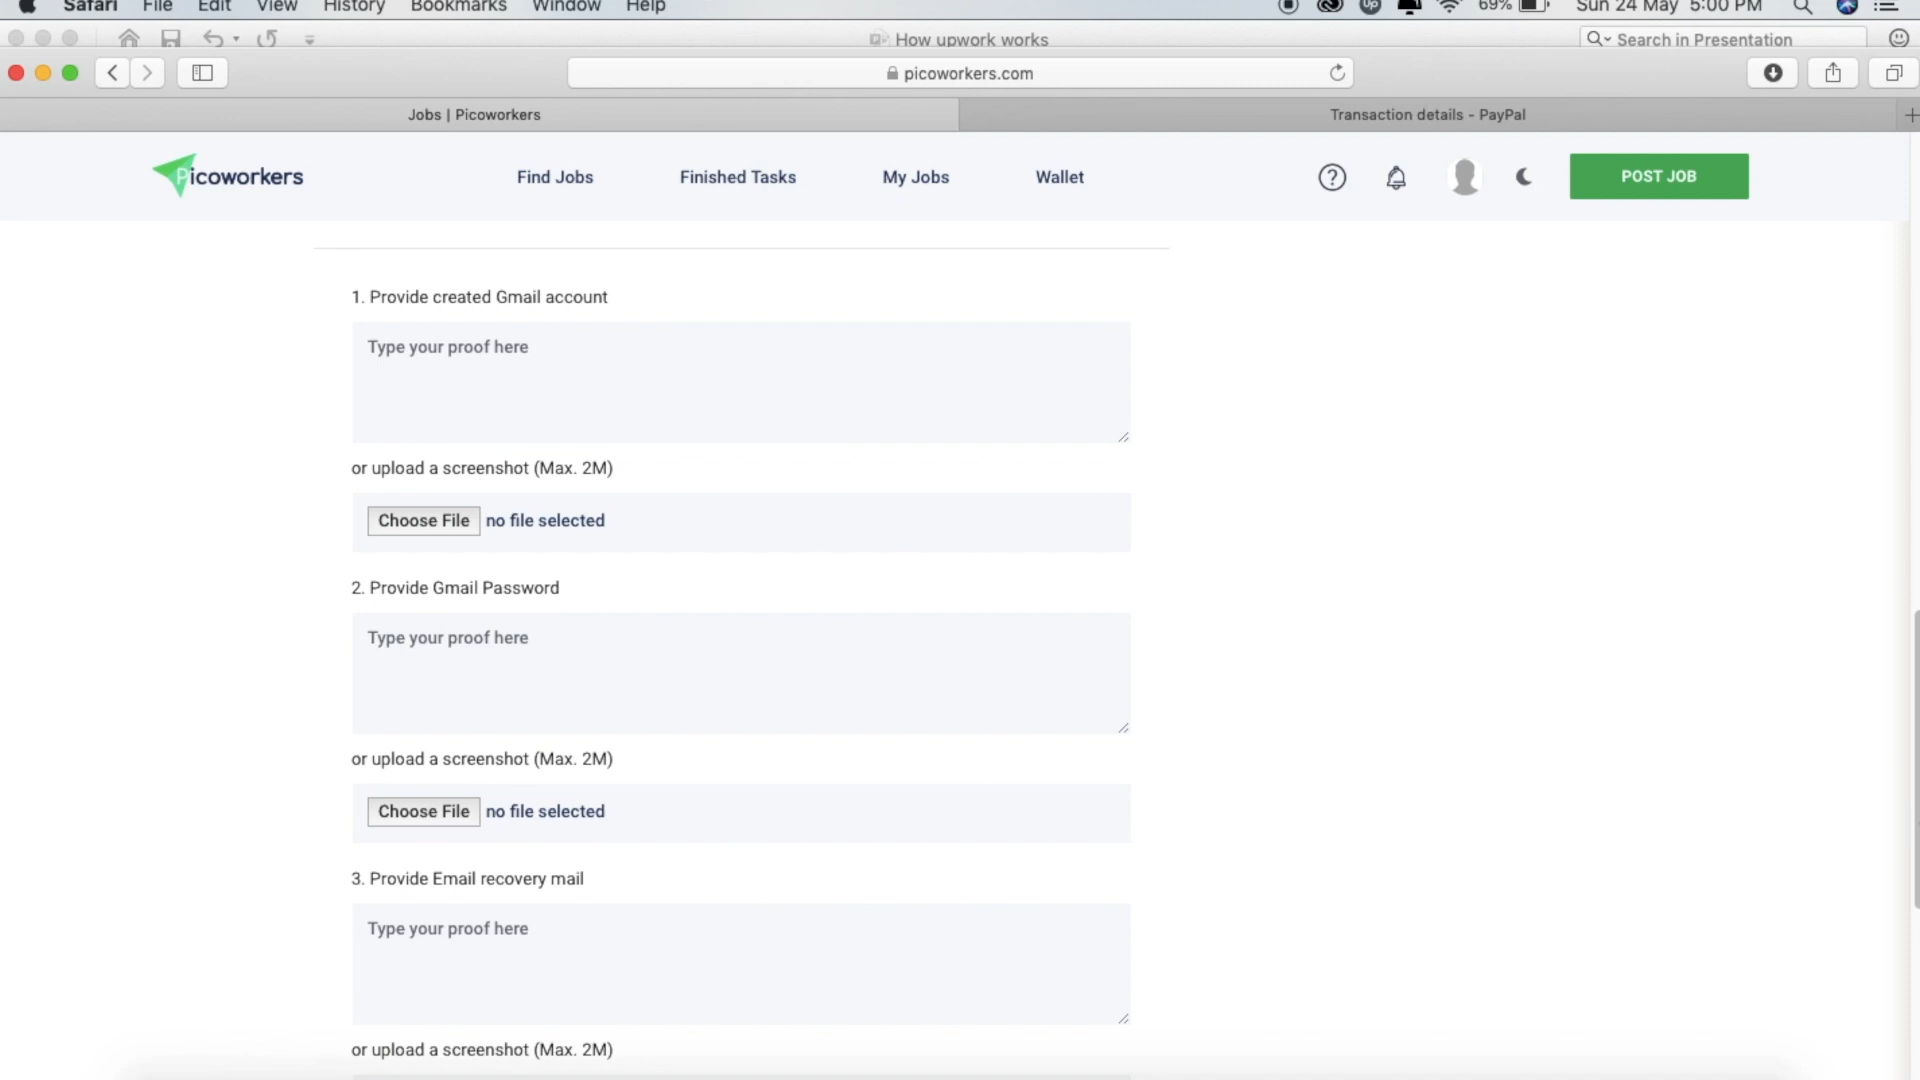 Safari File Edit View History Bookmarks Window Help Up 69% Sun 24 May 5:00 PM
How upwork works Search in Presentation
picoworkers.com
Jobs | Picoworkers Transaction details - PayPal
Picoworkers Find Jobs Finished Tasks My Jobs Wallet POST JOB
1. Provide created Gmail account
Type your proof here
or upload a screenshot (Max. 2M)
Choose File no file selected
2. Provide Gmail Password
Type your proof here
or upload a screenshot (Max. 2M)
Choose File no file selected
3. Provide Email recovery mail
Type your proof here
or upload a screenshot (Max. 2M)